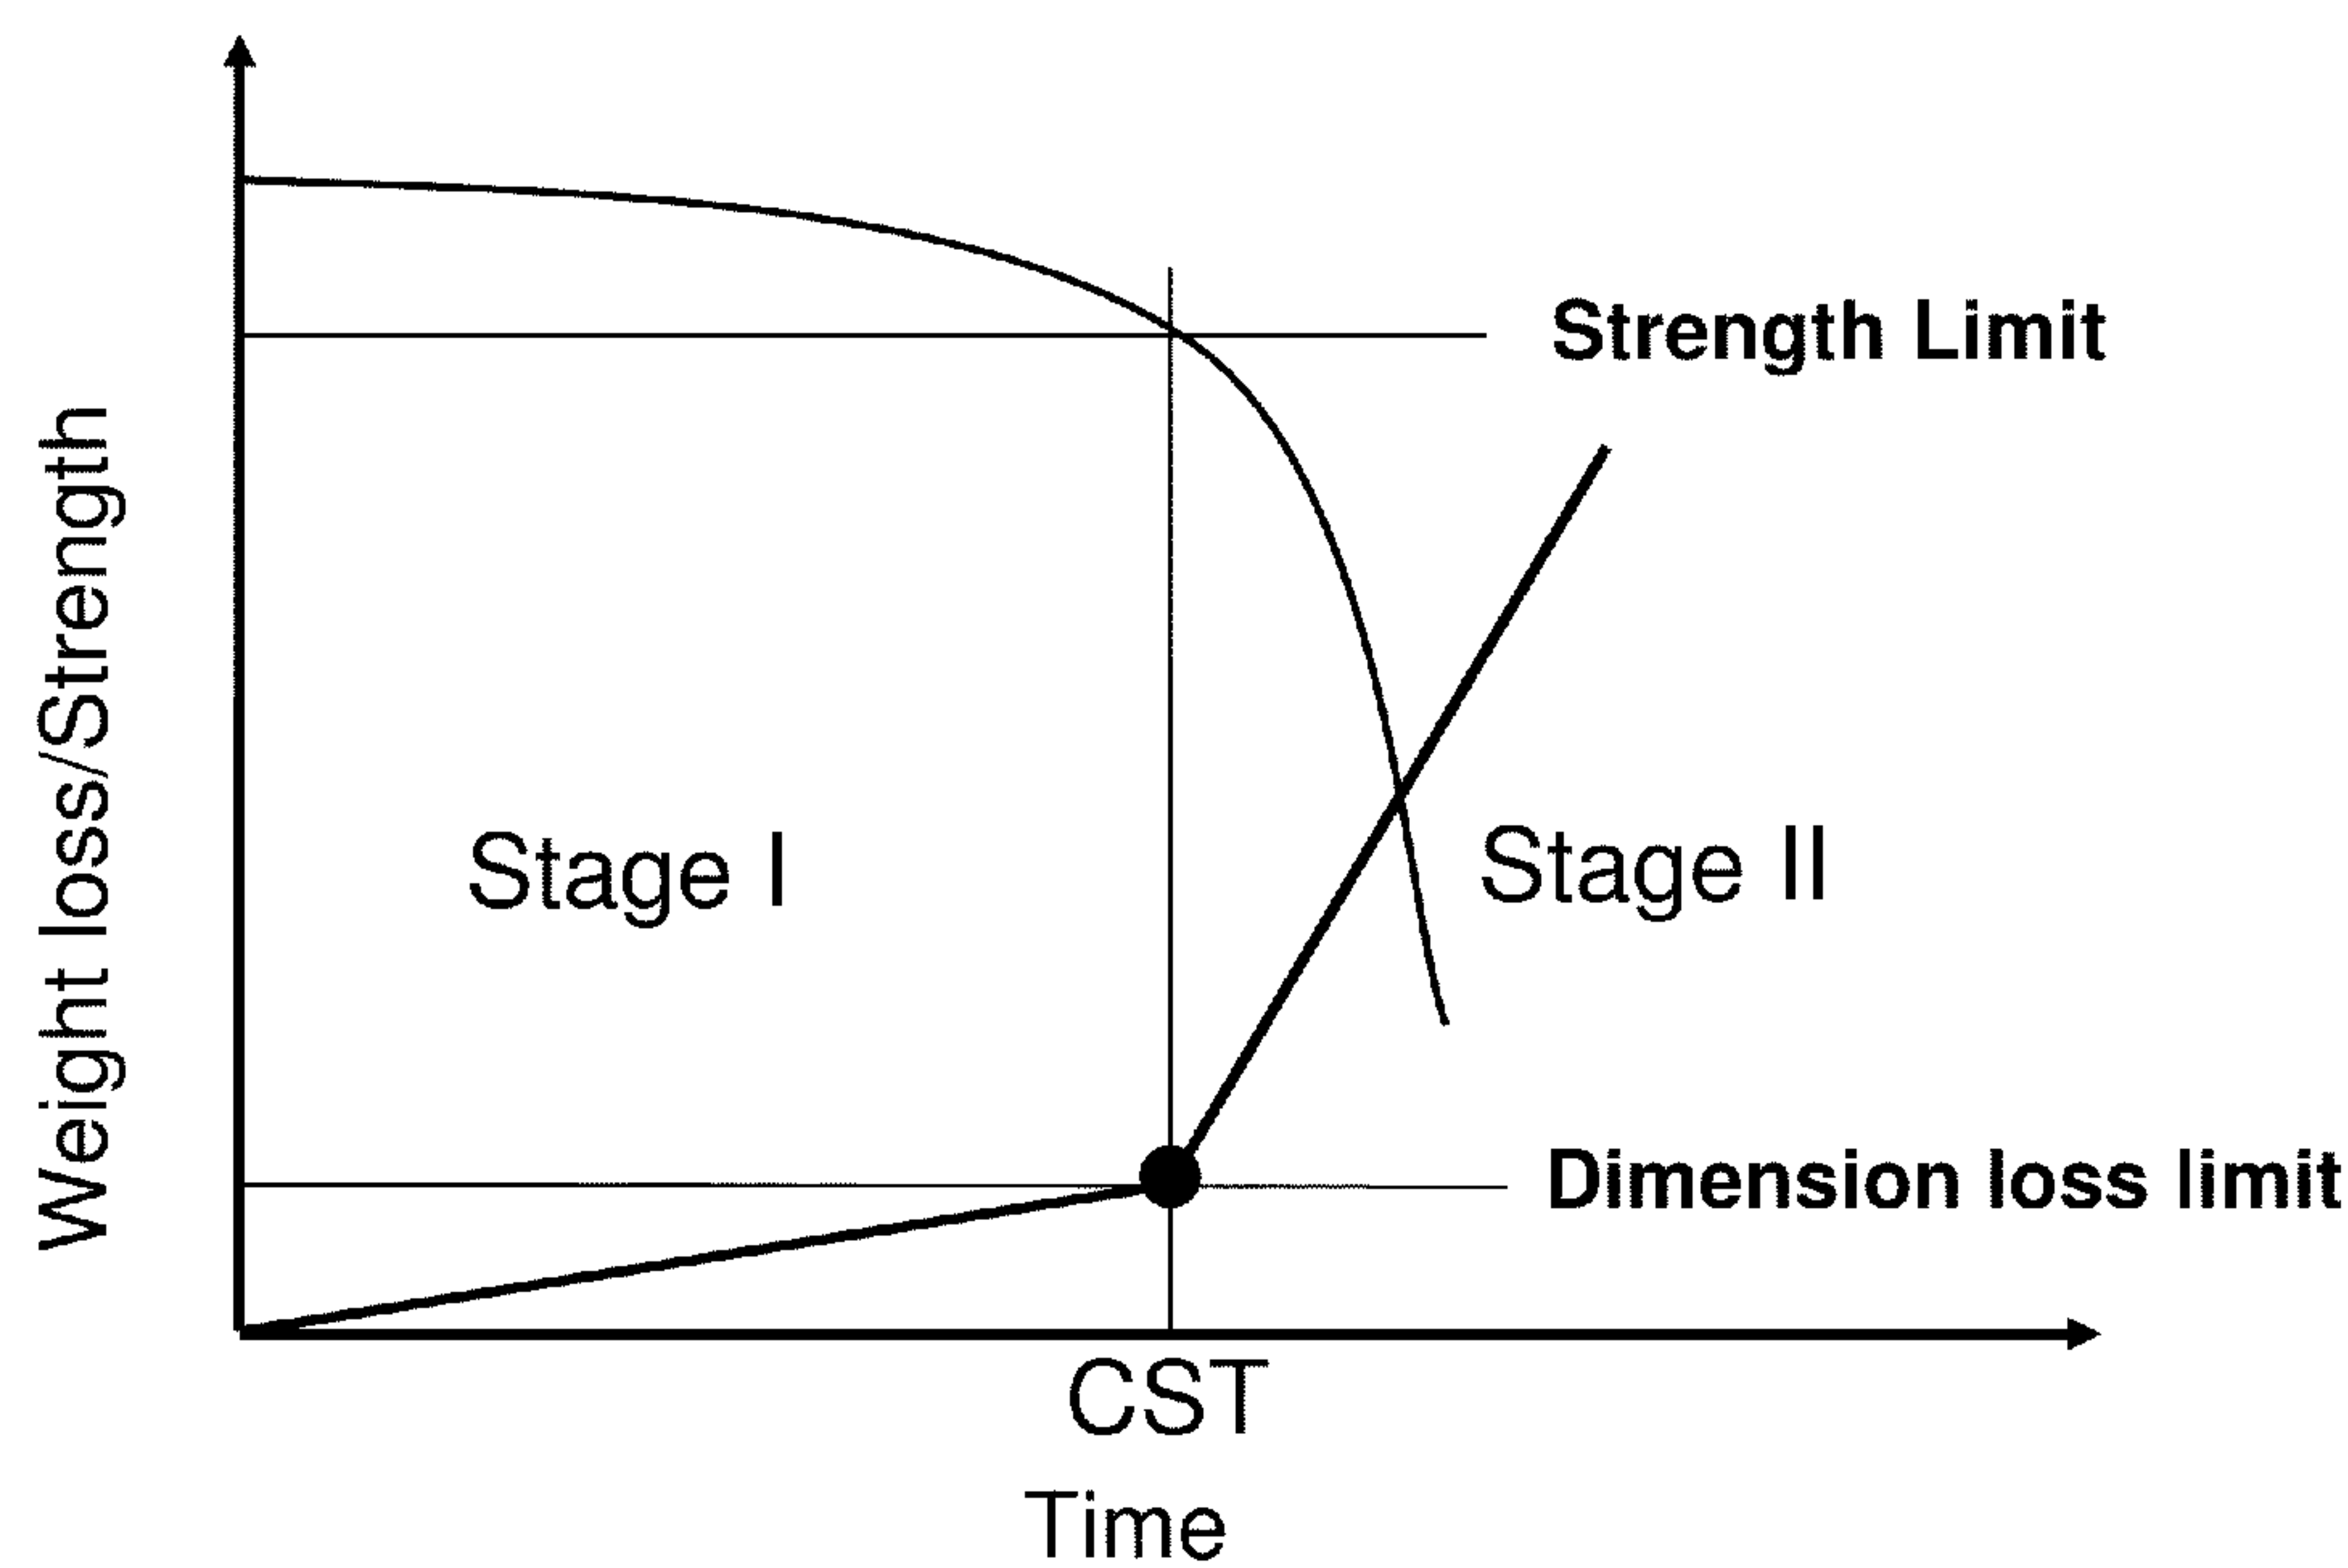 Weight loss/Strength
Strength Limit
Stage I
Stage II
Dimension loss limit
CST
Time